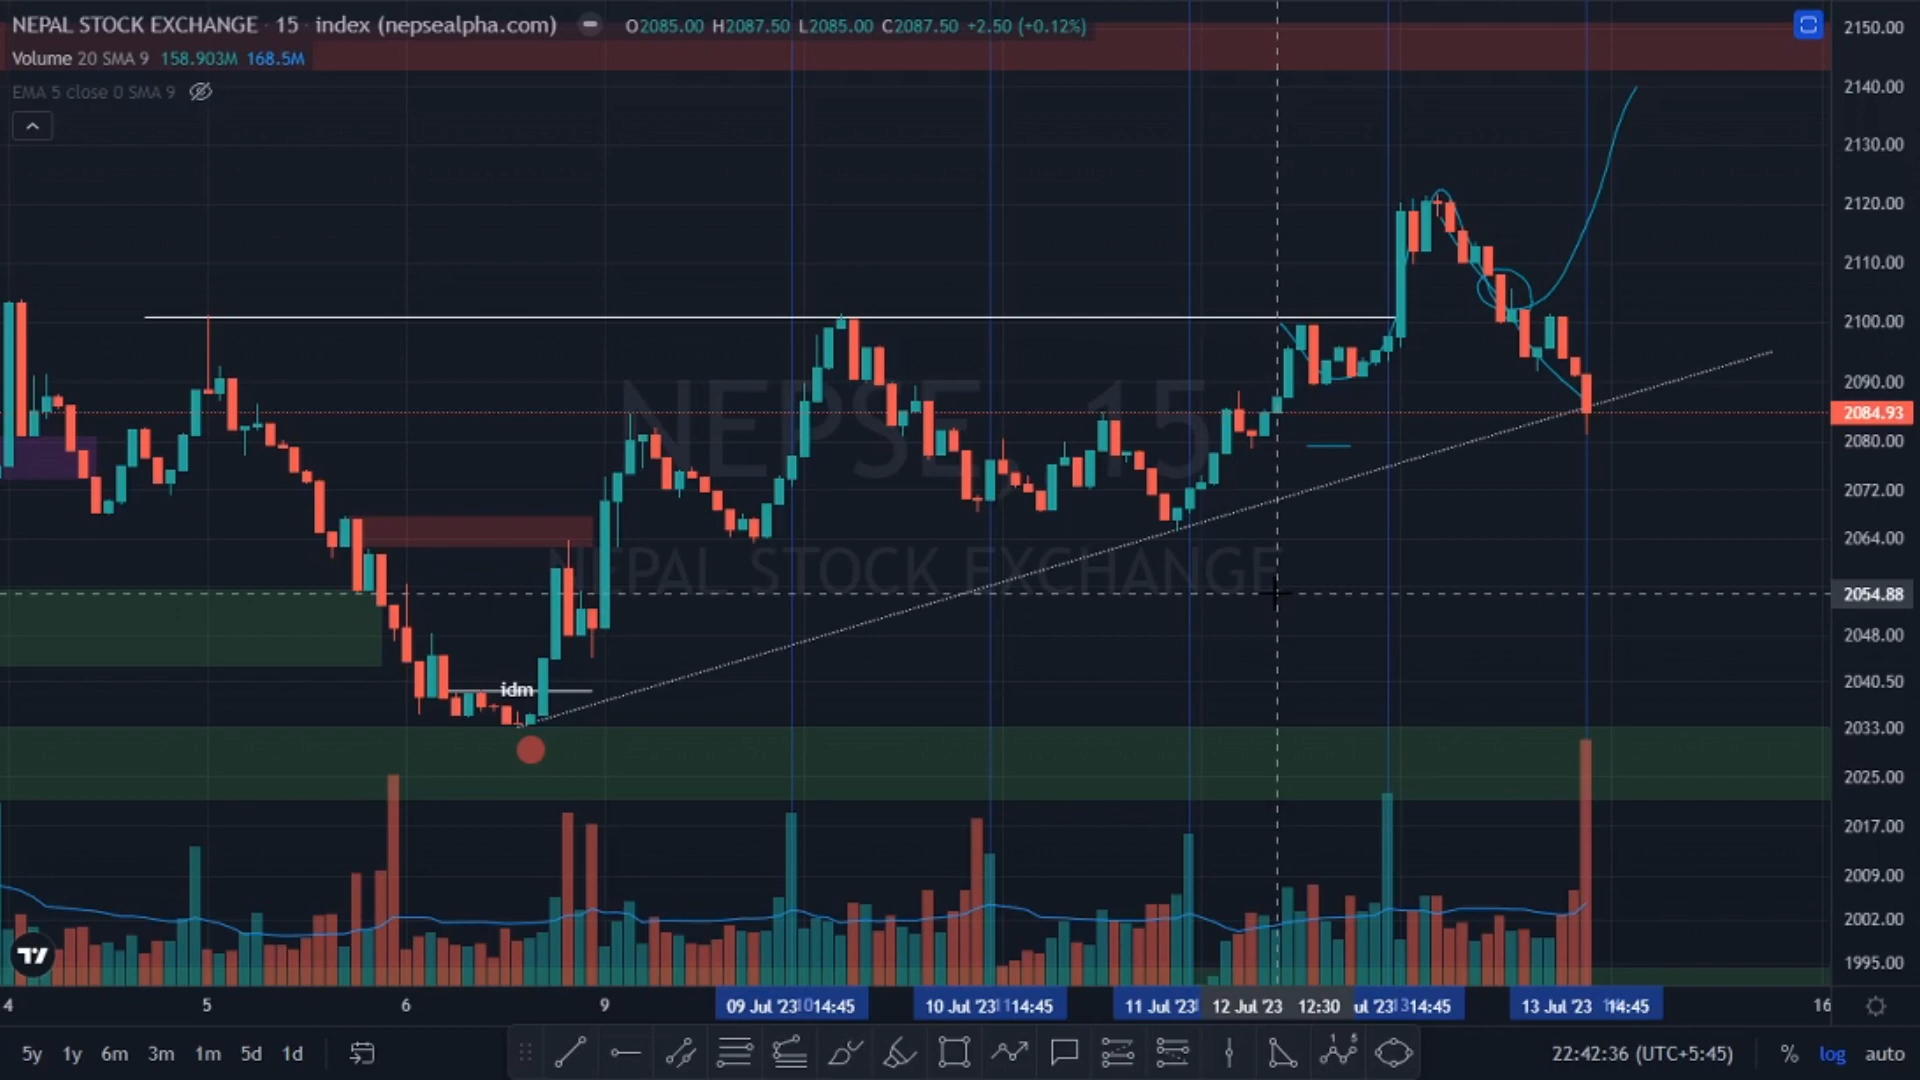 NEPAL STOCK EXCHANGE · 15 · index (nepsealpha.com) O2085.00 H2087.50 L2085.00 C2087.50 +2.50 (+0.12%)
Volume 20 SMA 9 158.903M 168.5M
EMA 5 close 0 SMA 9
2150.00
2140.00
2130.00
2120.00
2110.00
2100.00
2090.00
2084.93
2080.00
2072.00
2064.00
2054.88
2048.00
2040.50
2033.00
2025.00
2017.00
2009.00
2002.00
1995.00
NEPSE, 15
NEPAL STOCK EXCHANGE
idm
4 5 6 9 09 Jul '23 14:45 10 Jul '23 14:45 11 Jul '23 12 Jul '23 12:30 ul '23 14:45 13 Jul '23 14:45 16
5y 1y 6m 3m 1m 5d 1d 22:42:36 (UTC+5:45) % log auto